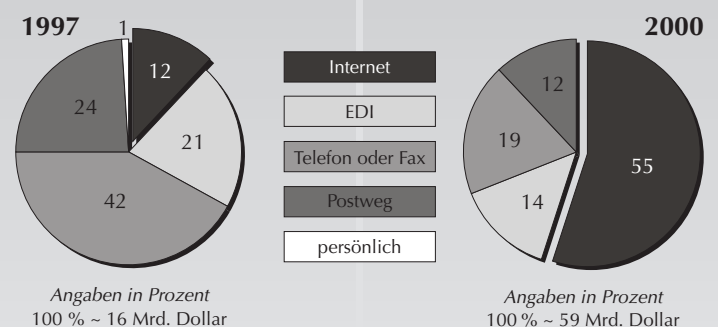 1997
1
12
24
21
42
Angaben in Prozent
100 % ~ 16 Mrd. Dollar
Internet
EDI
Telefon oder Fax
Postweg
persönlich
2000
12
19
55
14
Angaben in Prozent
100 % ~ 59 Mrd. Dollar